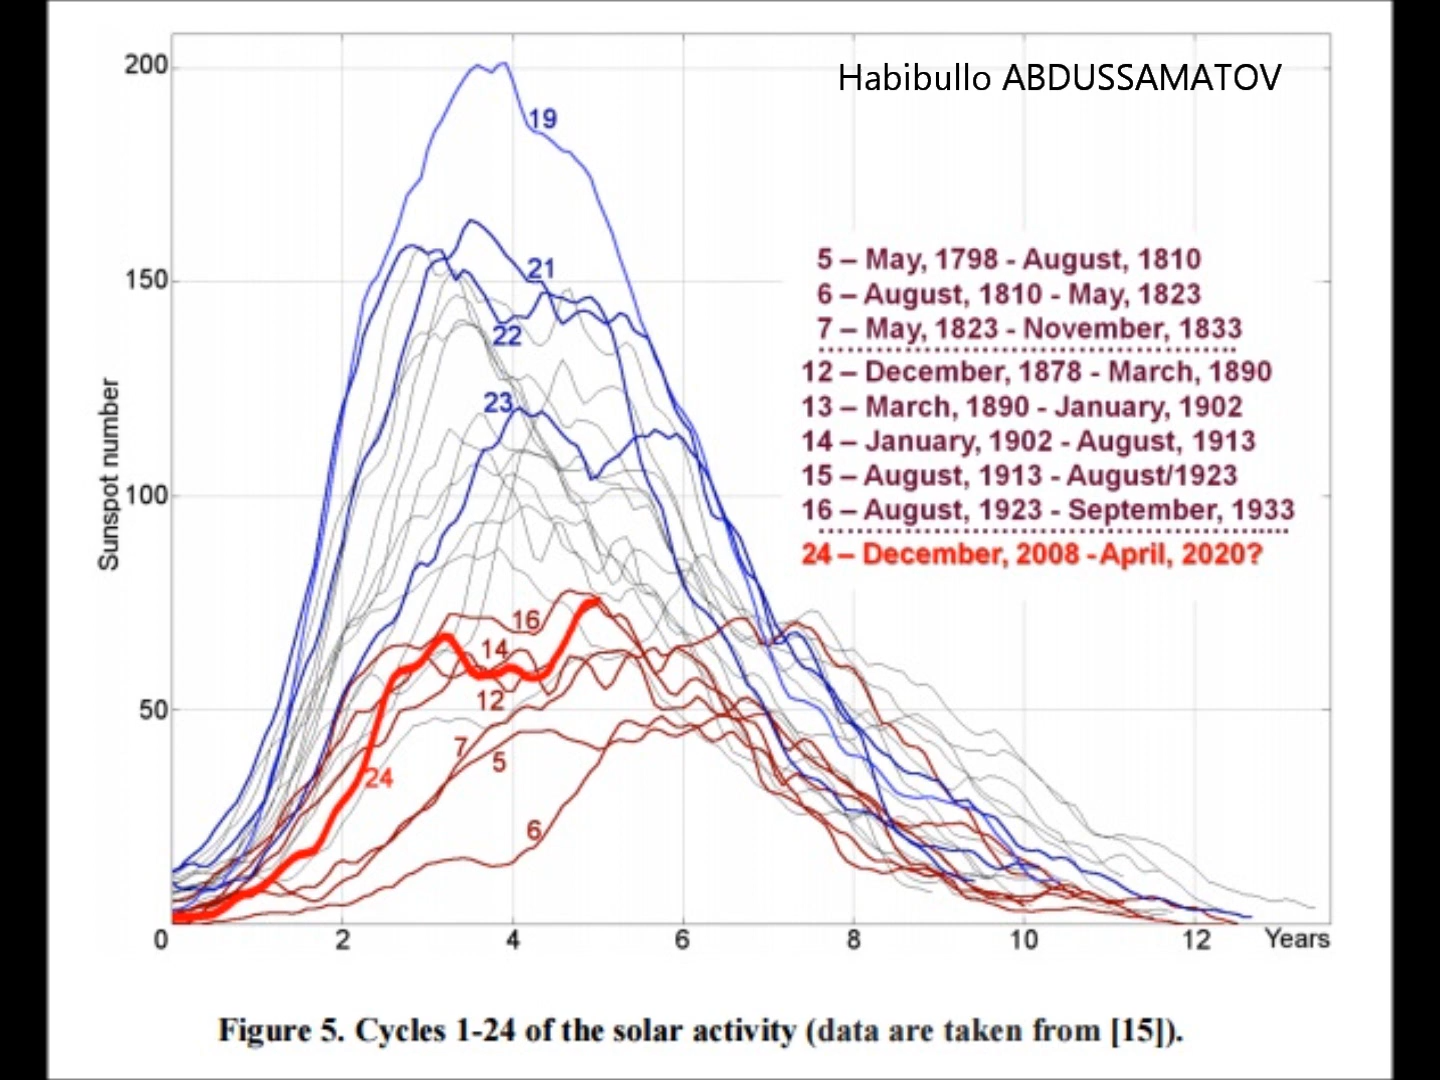 Habibullo ABDUSSAMATOV
200
150
100
50
0
2
4
6
8
10
12
Years
Sunspot number
19
21
22
23
16
14
12
7
5
24
6
5 – May, 1798 - August, 1810
6 – August, 1810 - May, 1823
7 – May, 1823 - November, 1833
12 – December, 1878 - March, 1890
13 – March, 1890 - January, 1902
14 – January, 1902 - August, 1913
15 – August, 1913 - August/1923
16 – August, 1923 - September, 1933
24 – December, 2008 - April, 2020?
Figure 5. Cycles 1-24 of the solar activity (data are taken from [15]).